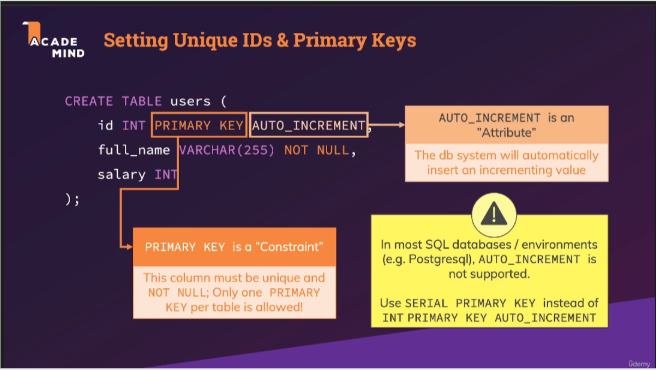 ACADE
MIND
Setting Unique IDs & Primary Keys
CREATE TABLE users (
id INT PRIMARY KEY AUTO_INCREMENT,
full_name VARCHAR(255) NOT NULL,
salary INT
);
AUTO_INCREMENT is an
"Attribute"
The db system will automatically
insert an incrementing value
PRIMARY KEY is a "Constraint"
This column must be unique and
NOT NULL; Only one PRIMARY
KEY per table is allowed!
In most SQL databases / environments
(e.g. Postgresql), AUTO_INCREMENT is
not supported.
Use SERIAL PRIMARY KEY instead of
INT PRIMARY KEY AUTO_INCREMENT
Udemy